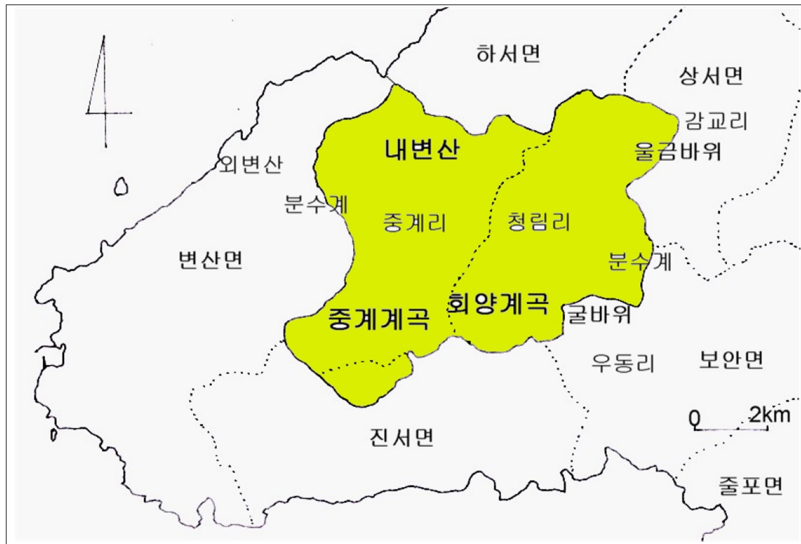 하서면
상서면
감교리
내변산
울금바위
외변산
분수계
중계리
청림리
변산면
분수계
중계계곡
회양계곡
굴바위
우동리
보안면
0 2km
진서면
줄포면